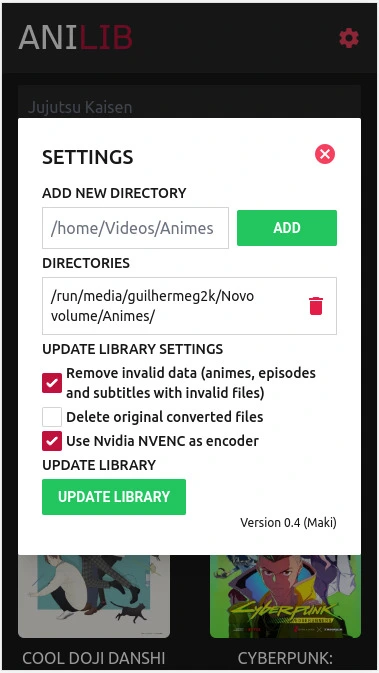 ANILIB
Jujutsu Kaisen
SETTINGS
ADD NEW DIRECTORY
/home/Videos/Animes
ADD
DIRECTORIES
/run/media/guilhermeg2k/Novo
volume/Animes/
UPDATE LIBRARY SETTINGS
Remove invalid data (animes, episodes
and subtitles with invalid files)
Delete original converted files
Use Nvidia NVENC as encoder
UPDATE LIBRARY
UPDATE LIBRARY
Version 0.4 (Maki)
Cyberpunk
COOL DOJI DANSHI
CYBERPUNK: